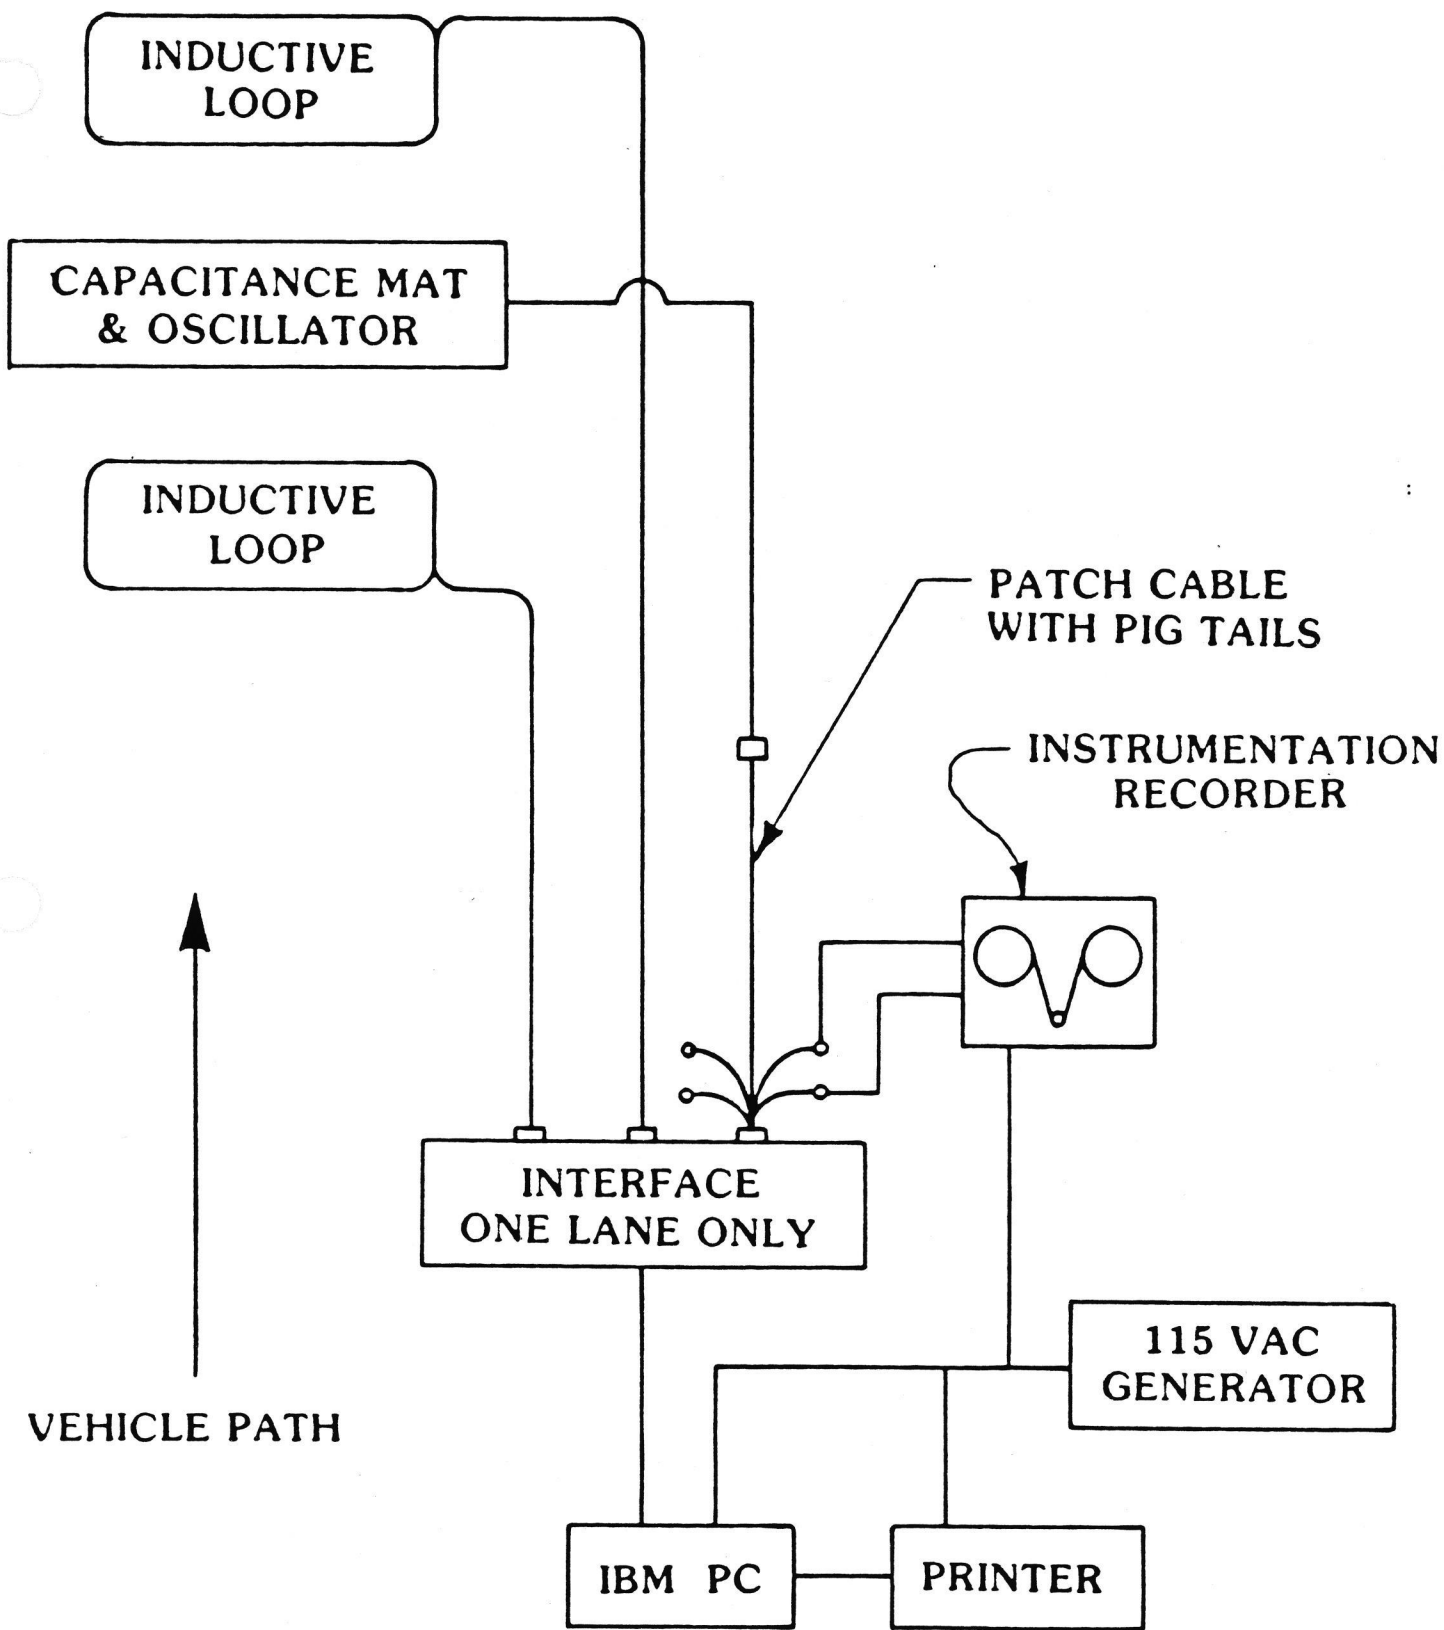 INDUCTIVE
LOOP
CAPACITANCE MAT
& OSCILLATOR
INDUCTIVE
LOOP
PATCH CABLE
WITH PIG TAILS
INSTRUMENTATION
RECORDER
INTERFACE
ONE LANE ONLY
115 VAC
GENERATOR
VEHICLE PATH
IBM PC
PRINTER